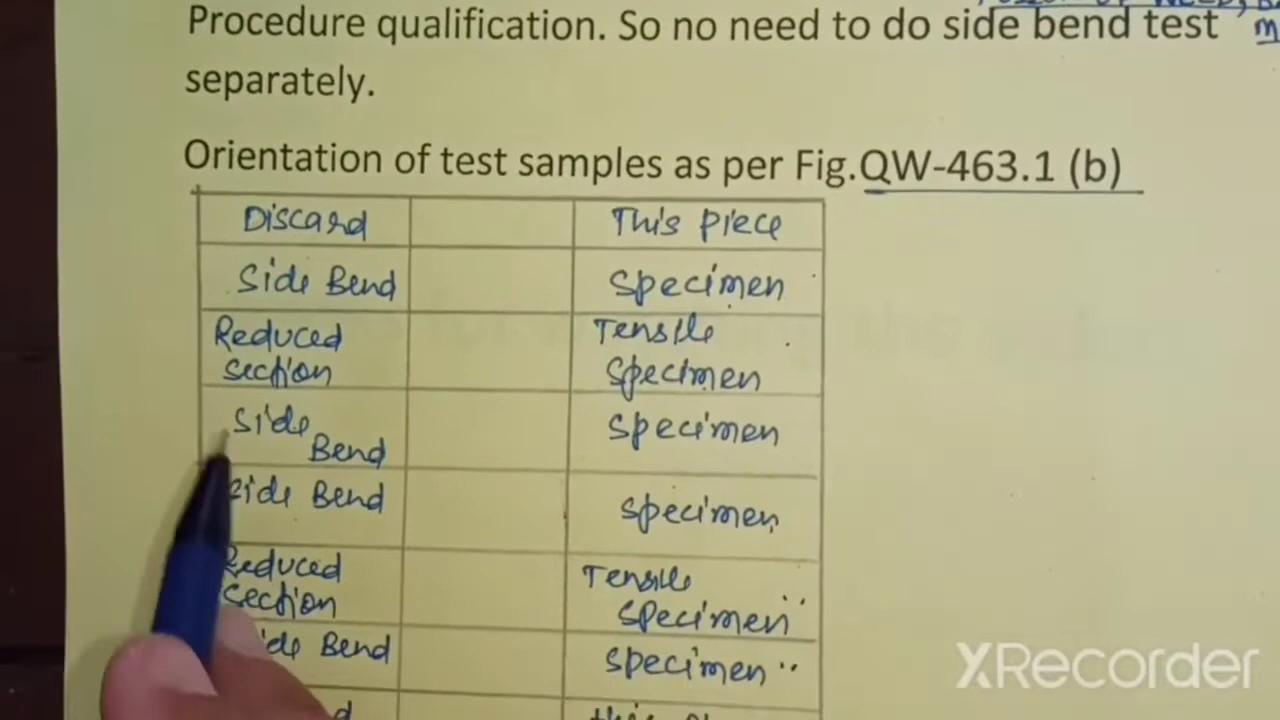 Procedure qualification. So no need to do side bend test
separately.
Orientation of test samples as per Fig.QW-463.1 (b)
Discard This Piece
Side Bend Specimen
Reduced Tensile
Section Specimen
Side
Bend Specimen
Side Bend Specimen
Reduced Tensile
Section Specimen
Bend Specimen
this
XRecorder